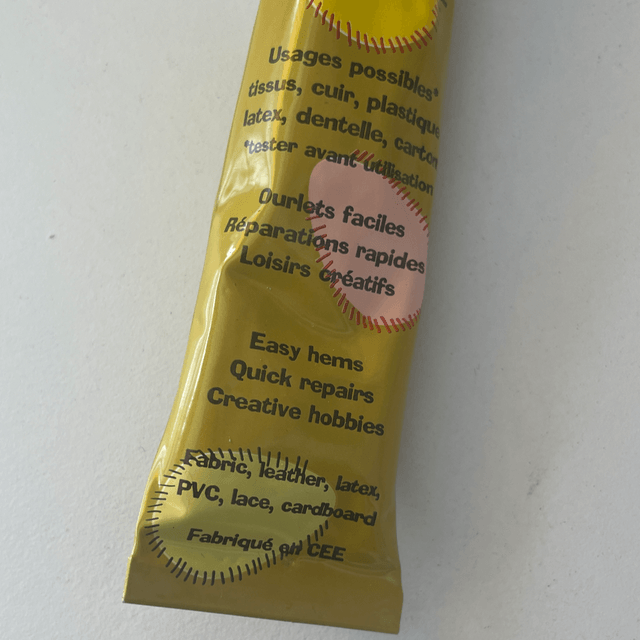 Usages possibles*
tissus, cuir, plastique
latex, dentelle, carton
*tester avant utilisation
Ourlets faciles
Réparations rapides
Loisirs créatifs
Easy hems
Quick repairs
Creative hobbies
Fabric, leather, latex,
PVC, lace, cardboard
Fabriqué en CEE